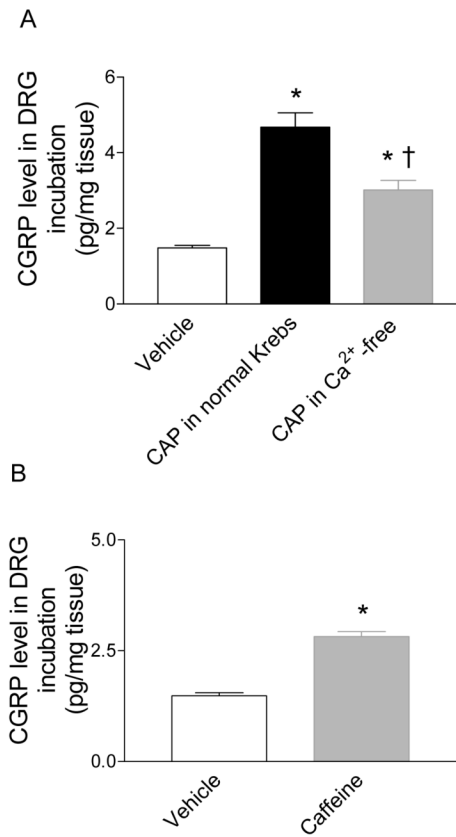 A
CGRP level in DRG
incubation
(pg/mg tissue)
6
4
2
0
*
* †
Vehicle
CAP in normal Krebs
CAP in Ca²⁺-free
B
CGRP level in DRG
incubation
(pg/mg tissue)
5.0
2.5
0.0
*
Vehicle
Caffeine